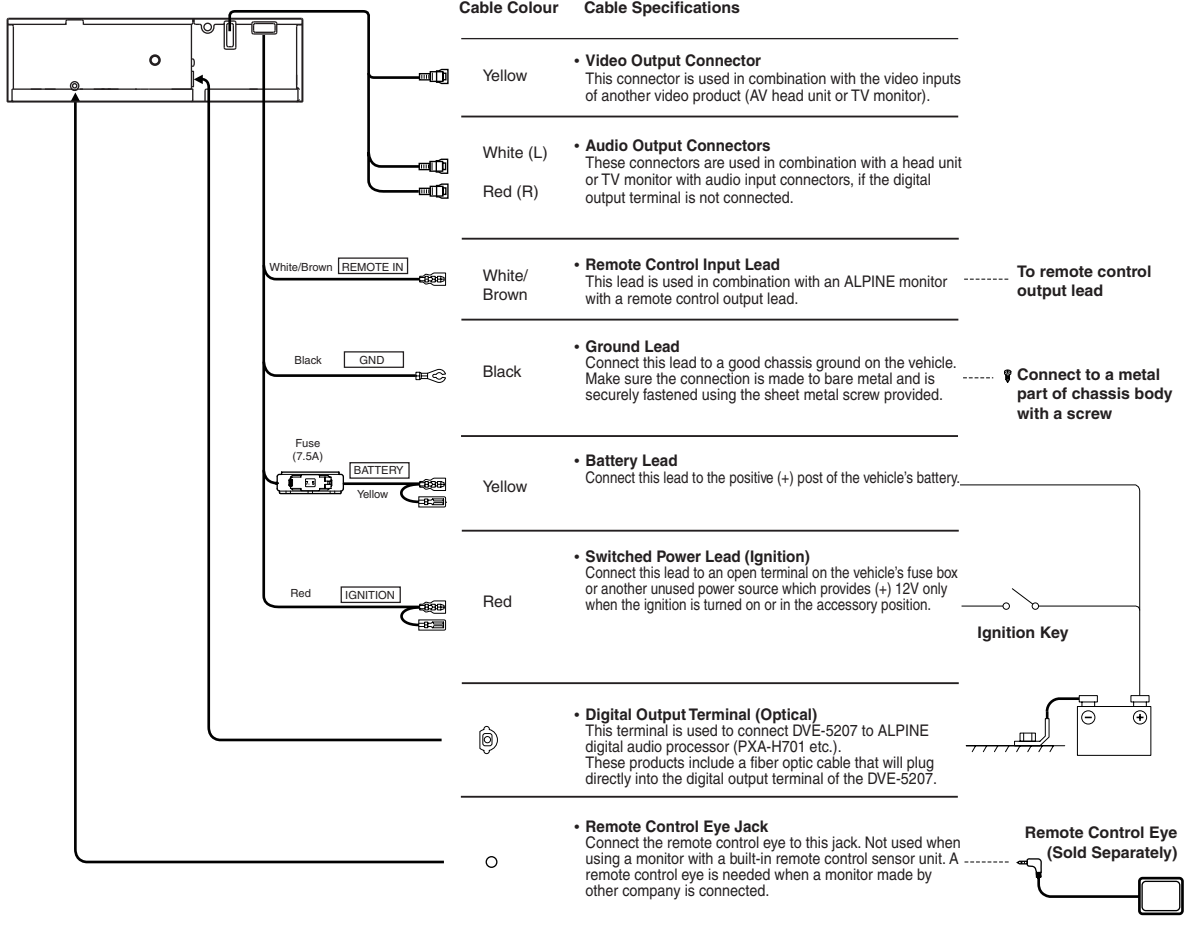 Cable Colour Cable Specifications
Yellow
• Video Output Connector
This connector is used in combination with the video inputs
of another video product (AV head unit or TV monitor).
White (L)
Red (R)
• Audio Output Connectors
These connectors are used in combination with a head unit
or TV monitor with audio input connectors, if the digital
output terminal is not connected.
White/Brown REMOTE IN
White/
Brown
• Remote Control Input Lead
This lead is used in combination with an ALPINE monitor
with a remote control output lead.
To remote control
output lead
Black GND
Black
• Ground Lead
Connect this lead to a good chassis ground on the vehicle.
Make sure the connection is made to bare metal and is
securely fastened using the sheet metal screw provided.
Connect to a metal
part of chassis body
with a screw
Fuse
(7.5A)
BATTERY
Yellow
Yellow
• Battery Lead
Connect this lead to the positive (+) post of the vehicle's battery.
Red IGNITION
Red
• Switched Power Lead (Ignition)
Connect this lead to an open terminal on the vehicle's fuse box
or another unused power source which provides (+) 12V only
when the ignition is turned on or in the accessory position.
Ignition Key
• Digital Output Terminal (Optical)
This terminal is used to connect DVE-5207 to ALPINE
digital audio processor (PXA-H701 etc.).
These products include a fiber optic cable that will plug
directly into the digital output terminal of the DVE-5207.
• Remote Control Eye Jack
Connect the remote control eye to this jack. Not used when
using a monitor with a built-in remote control sensor unit. A
remote control eye is needed when a monitor made by
other company is connected.
Remote Control Eye
(Sold Separately)